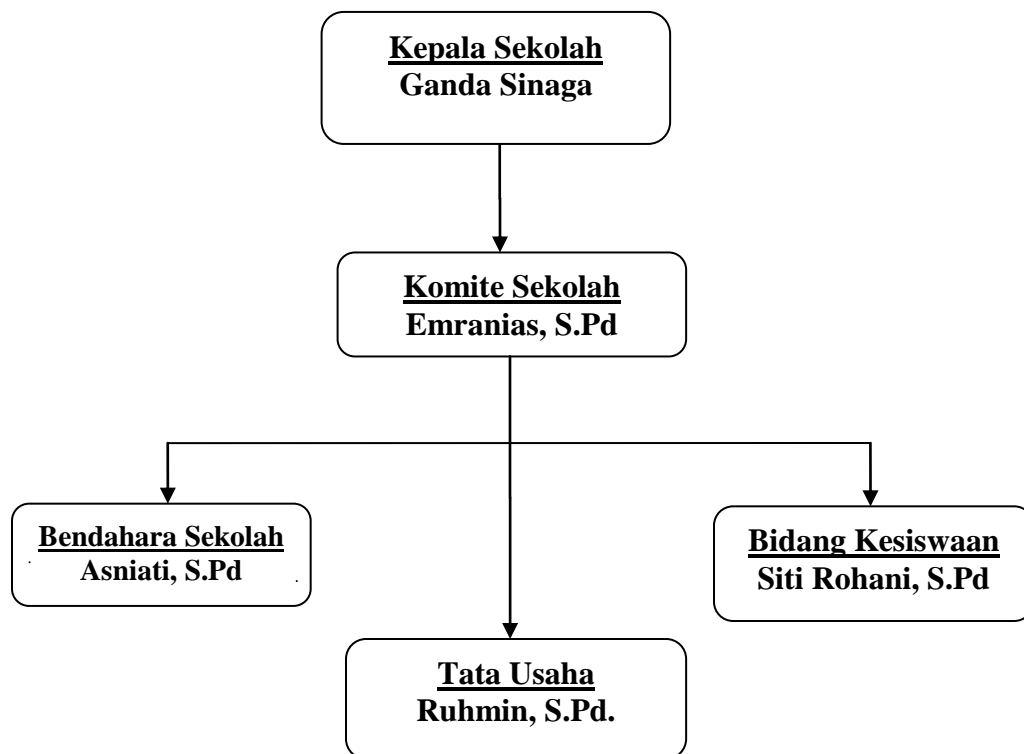 Kepala Sekolah
Ganda Sinaga
Komite Sekolah
Emranias, S.Pd
Bendahara Sekolah
Asniati, S.Pd
Bidang Kesiswaan
Siti Rohani, S.Pd
Tata Usaha
Ruhmin, S.Pd.